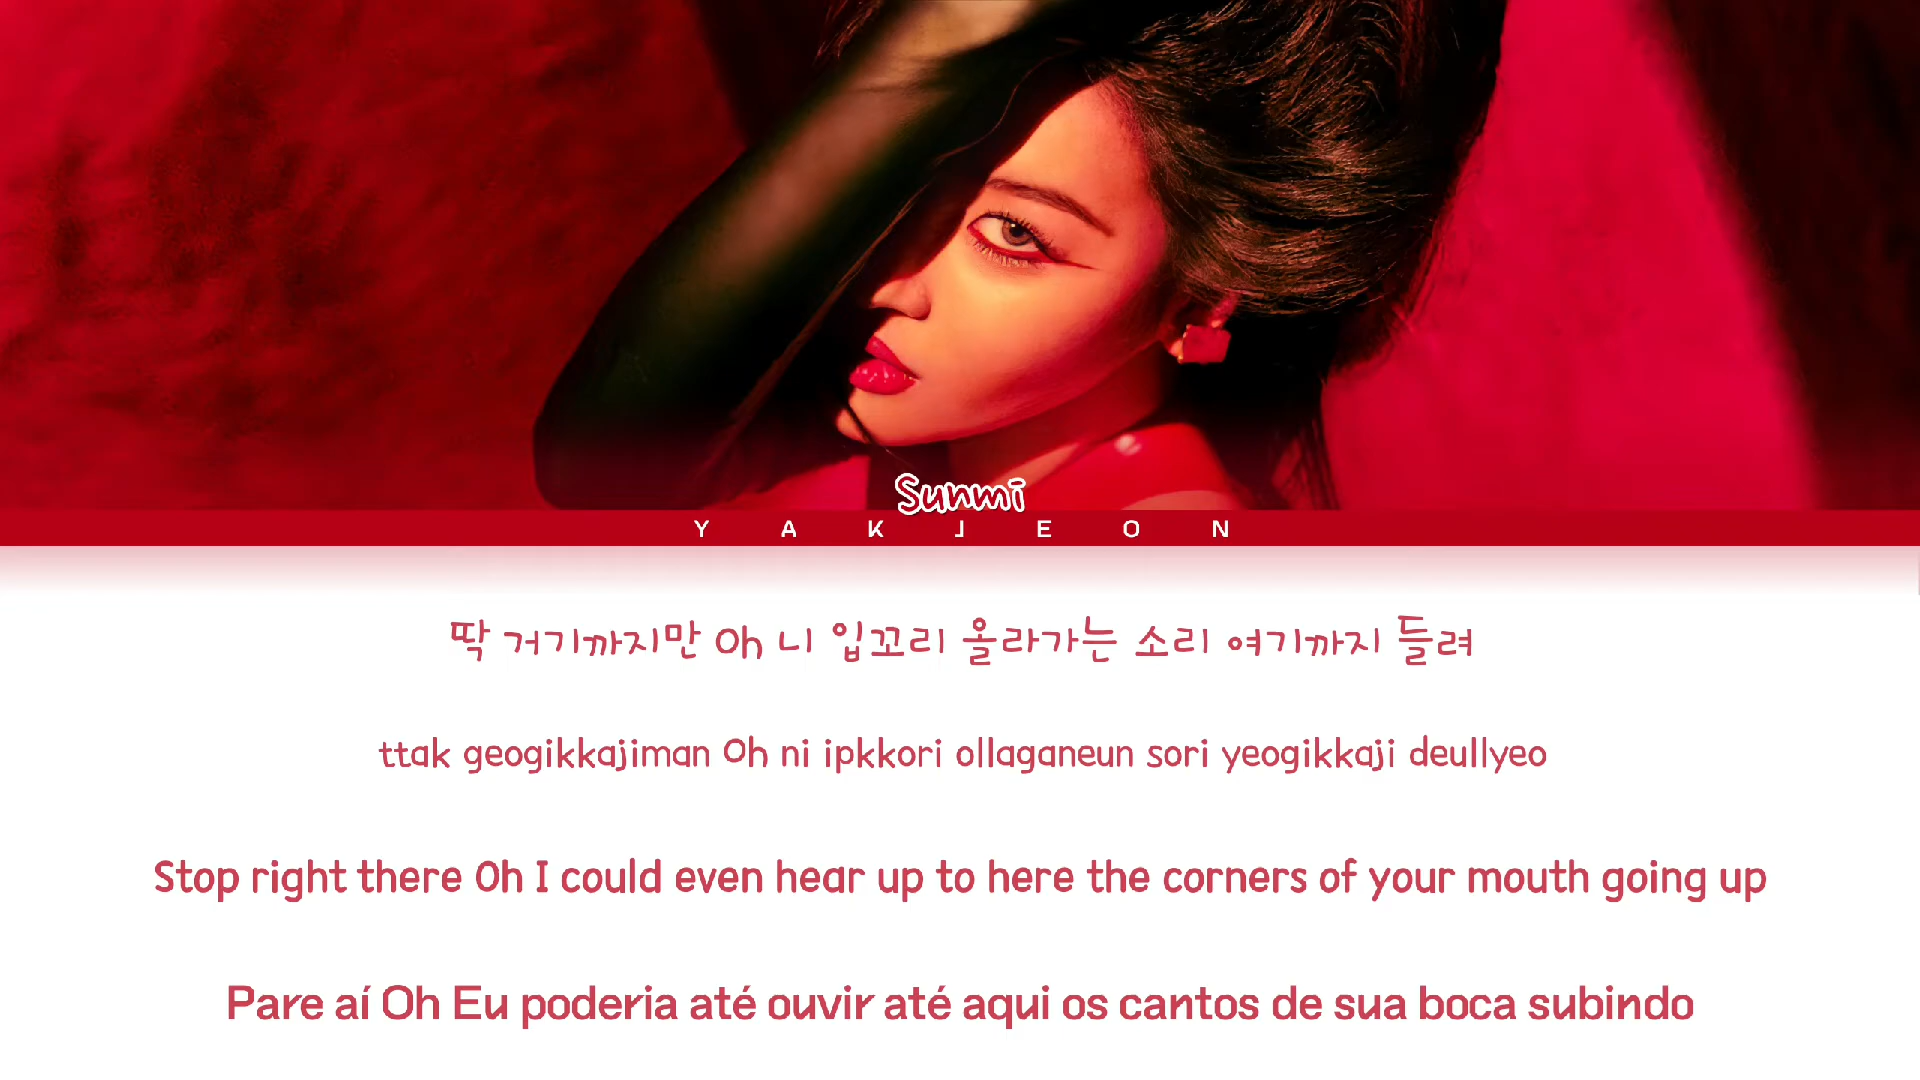 Sunmi
YAKJEON
딱 거기까지만 Oh 니 입꼬리 올라가는 소리 여기까지 들려
ttak geogikkajiman Oh ni ipkkori ollaganeun sori yeogikkaji deullyeo
Stop right there Oh I could even hear up to here the corners of your mouth going up
Pare aí Oh Eu poderia até ouvir até aqui os cantos de sua boca subindo